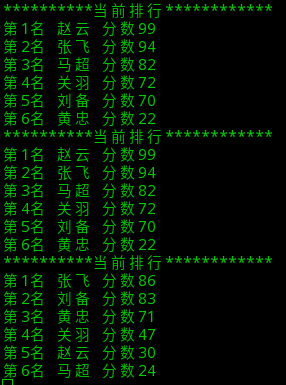 **********当前排行************
第1名 赵云 分数99
第2名 张飞 分数94
第3名 马超 分数82
第4名 关羽 分数72
第5名 刘备 分数70
第6名 黄忠 分数22
**********当前排行************
第1名 赵云 分数99
第2名 张飞 分数94
第3名 马超 分数82
第4名 关羽 分数72
第5名 刘备 分数70
第6名 黄忠 分数22
**********当前排行************
第1名 张飞 分数86
第2名 刘备 分数83
第3名 黄忠 分数71
第4名 关羽 分数47
第5名 赵云 分数30
第6名 马超 分数24